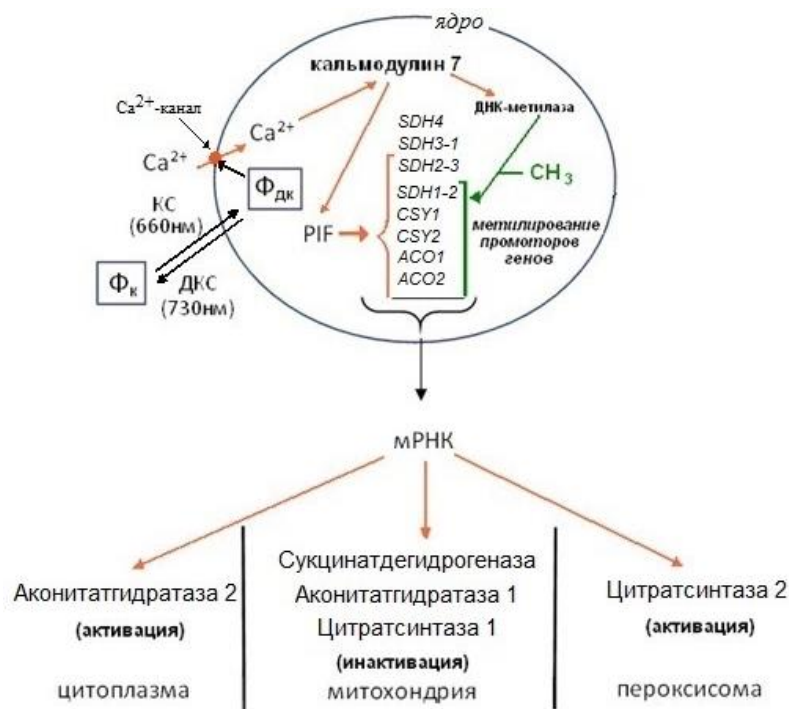 ядро
кальмодулин 7
Ca²⁺-канал
Ca²⁺
Ca²⁺
ДНК-метилаза
SDH4
SDH3-1
SDH2-3
SDH1-2
CSY1
CSY2
ACO1
ACO2
CH₃
метилирование
промоторов
генов
Фдк
PIF
КС
(660нм)
Фк
ДКС
(730нм)
мРНК
Аконитатгидратаза 2
(активация)
цитоплазма
Сукцинатдегидрогеназа
Аконитатгидратаза 1
Цитратсинтаза 1
(инактивация)
митохондрия
Цитратсинтаза 2
(активация)
пероксисома